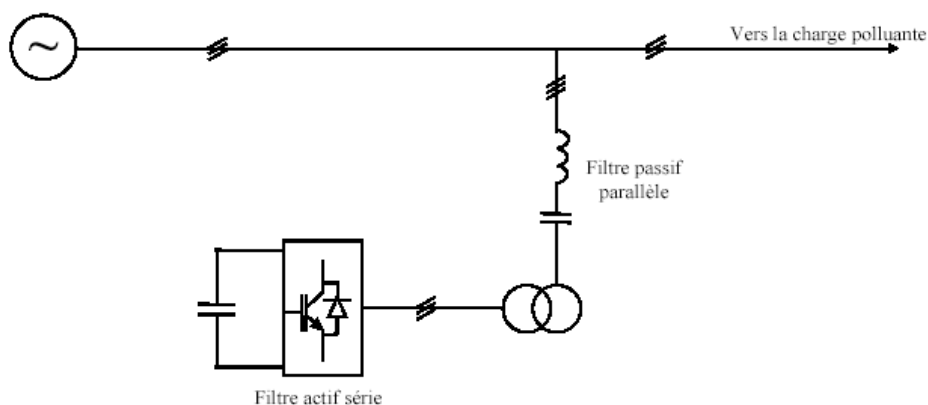 Vers la charge polluante
Filtre passif
parallèle
Filtre actif série